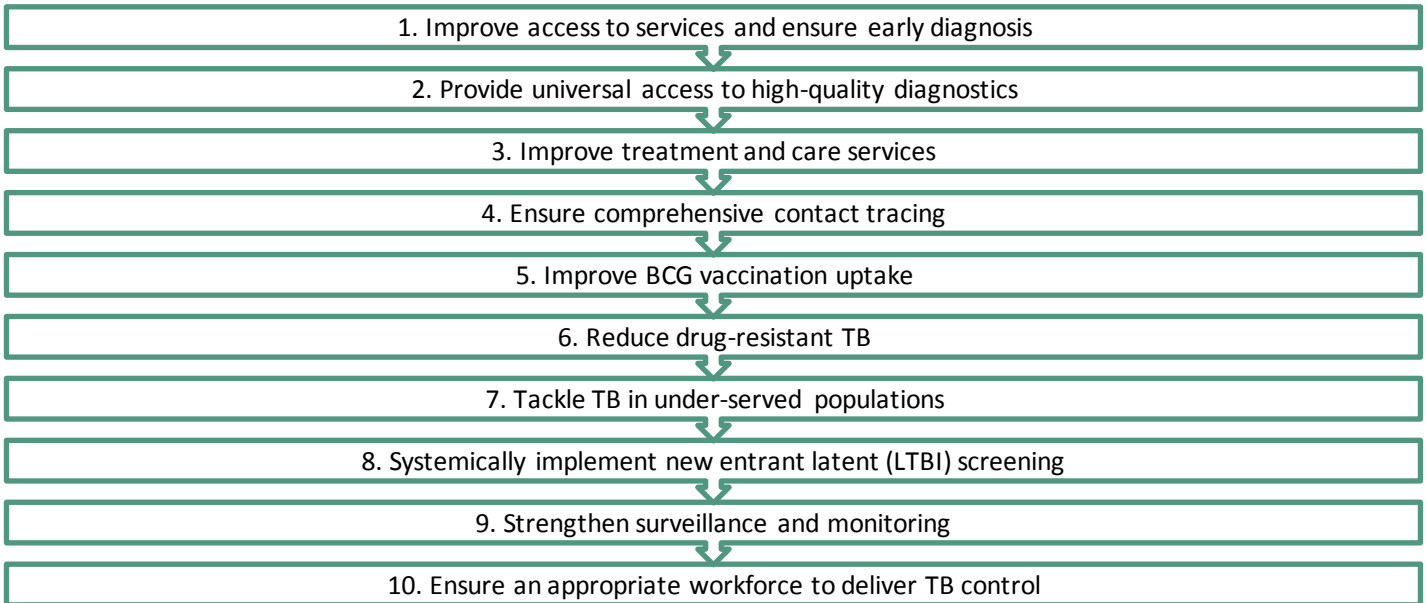 1. Improve access to services and ensure early diagnosis
2. Provide universal access to high-quality diagnostics
3. Improve treatment and care services
4. Ensure comprehensive contact tracing
5. Improve BCG vaccination uptake
6. Reduce drug-resistant TB
7. Tackle TB in under-served populations
8. Systemically implement new entrant latent (LTBI) screening
9. Strengthen surveillance and monitoring
10. Ensure an appropriate workforce to deliver TB control